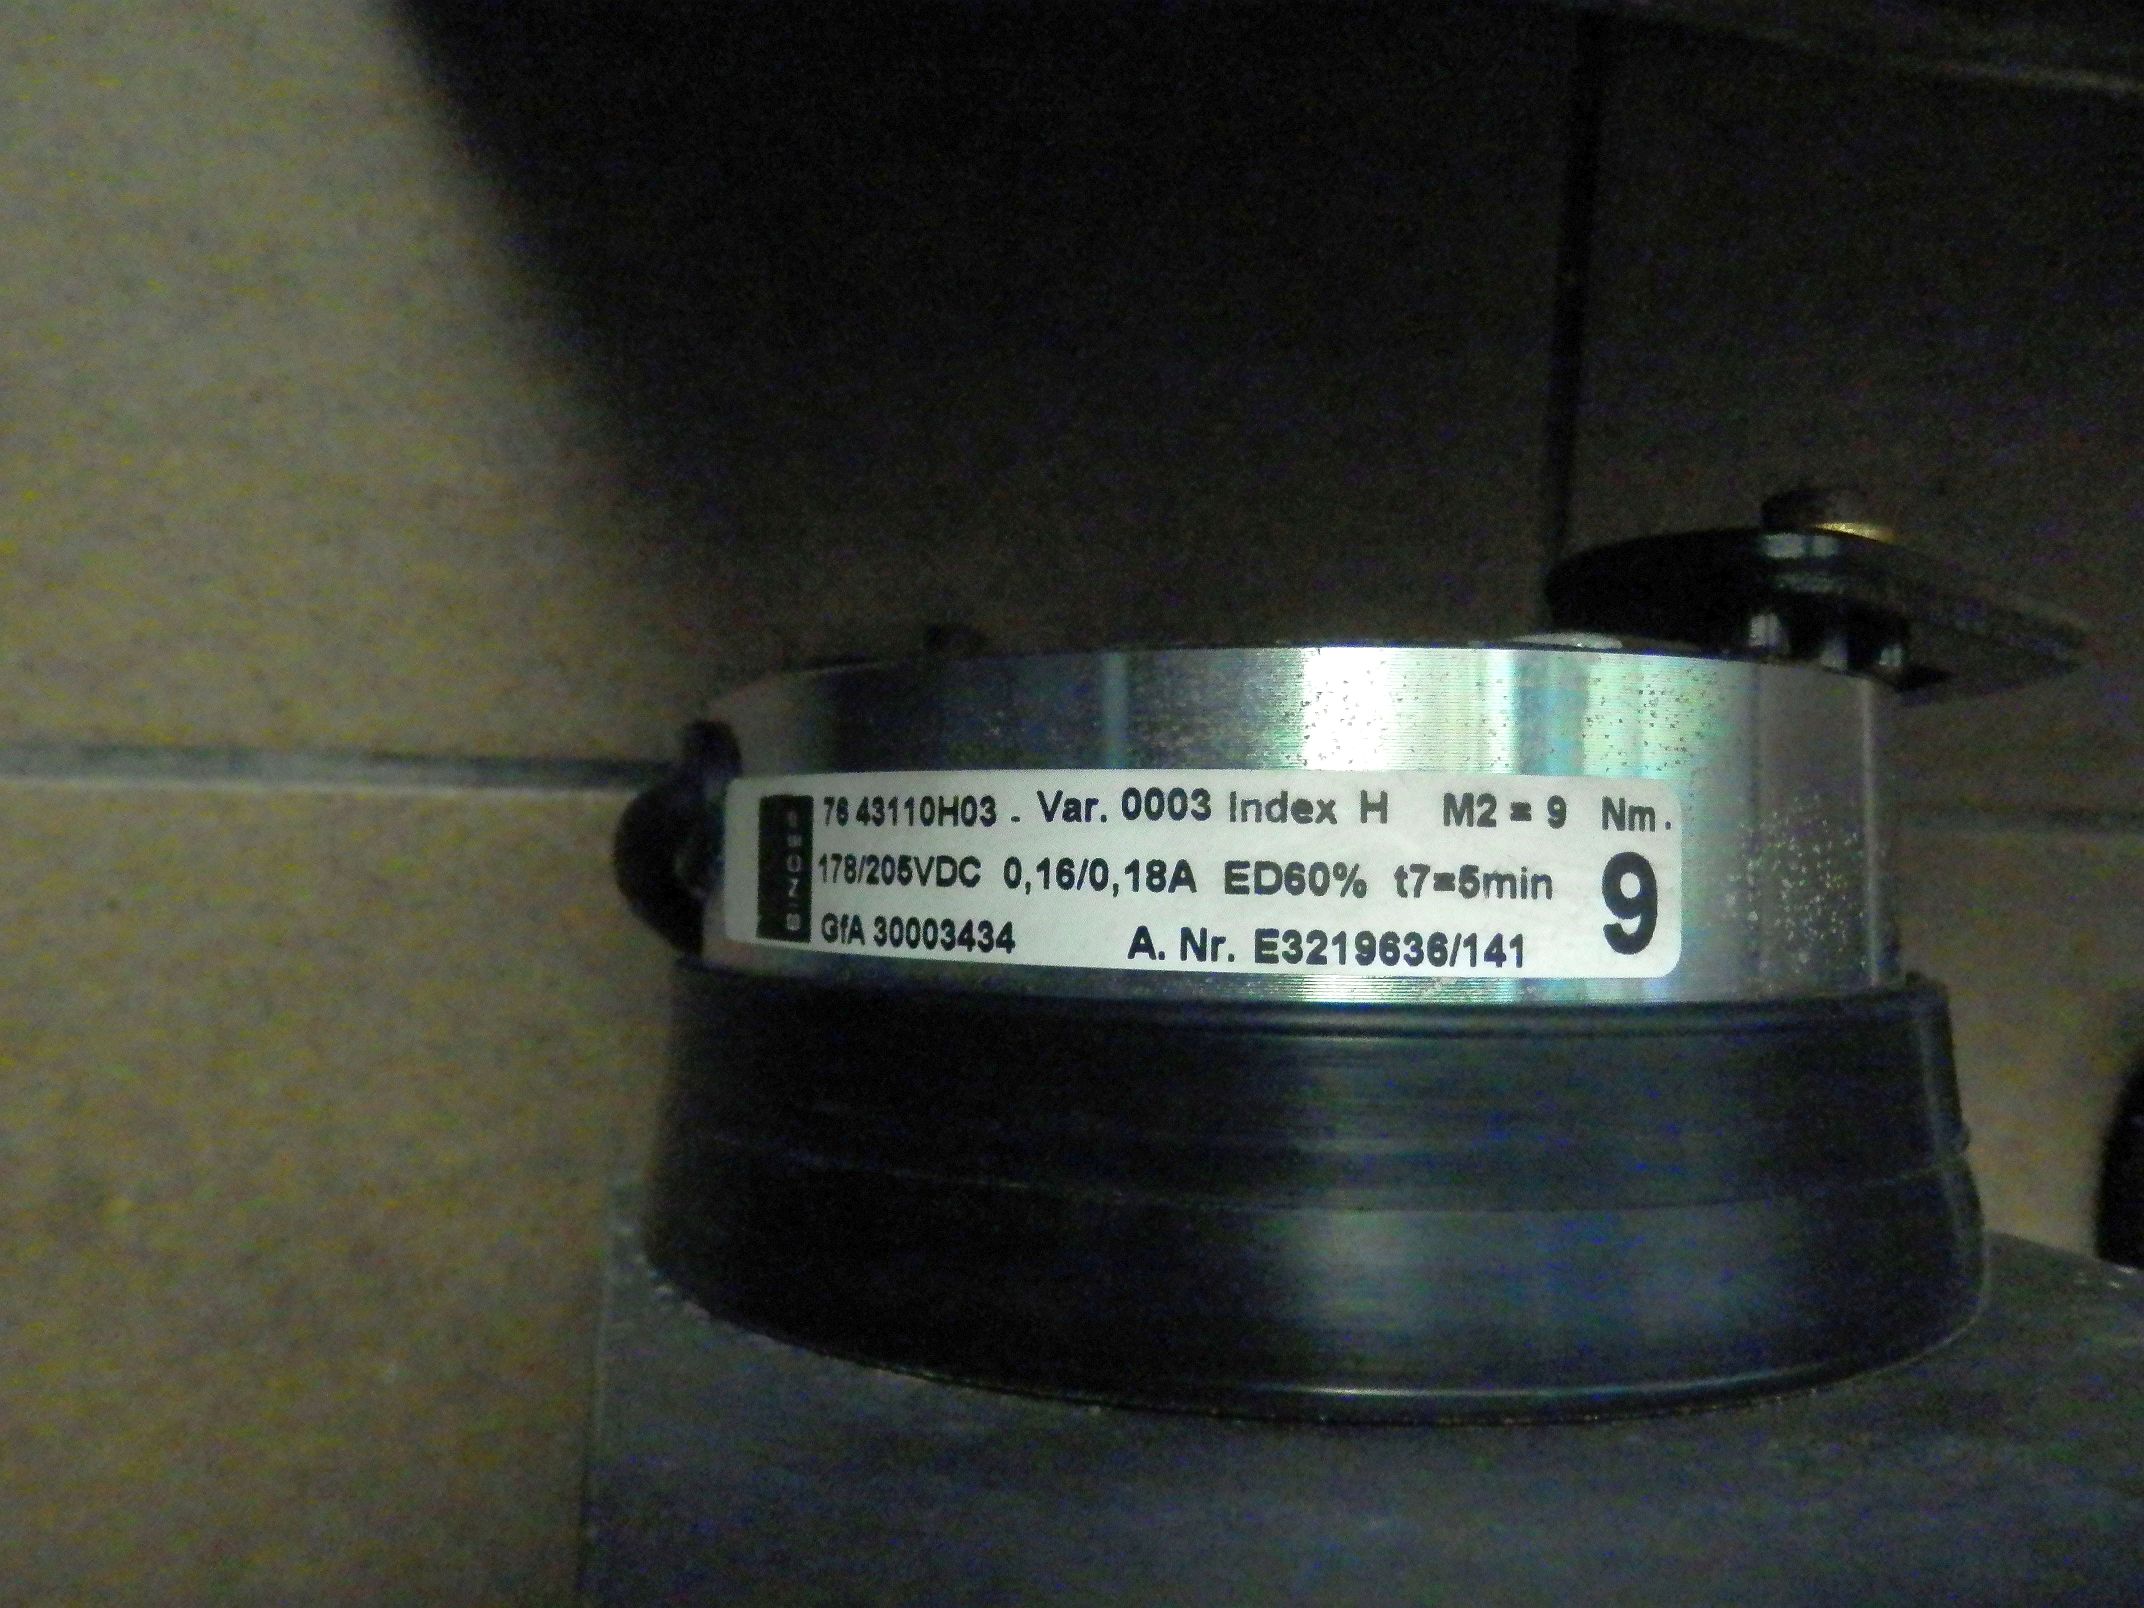 BINDER
76 43110H03 - Var. 0003 Index H M2 = 9 Nm.
178/205VDC 0,16/0,18A ED60% t7=5min
GfA 30003434 A. Nr. E3219636/141
9